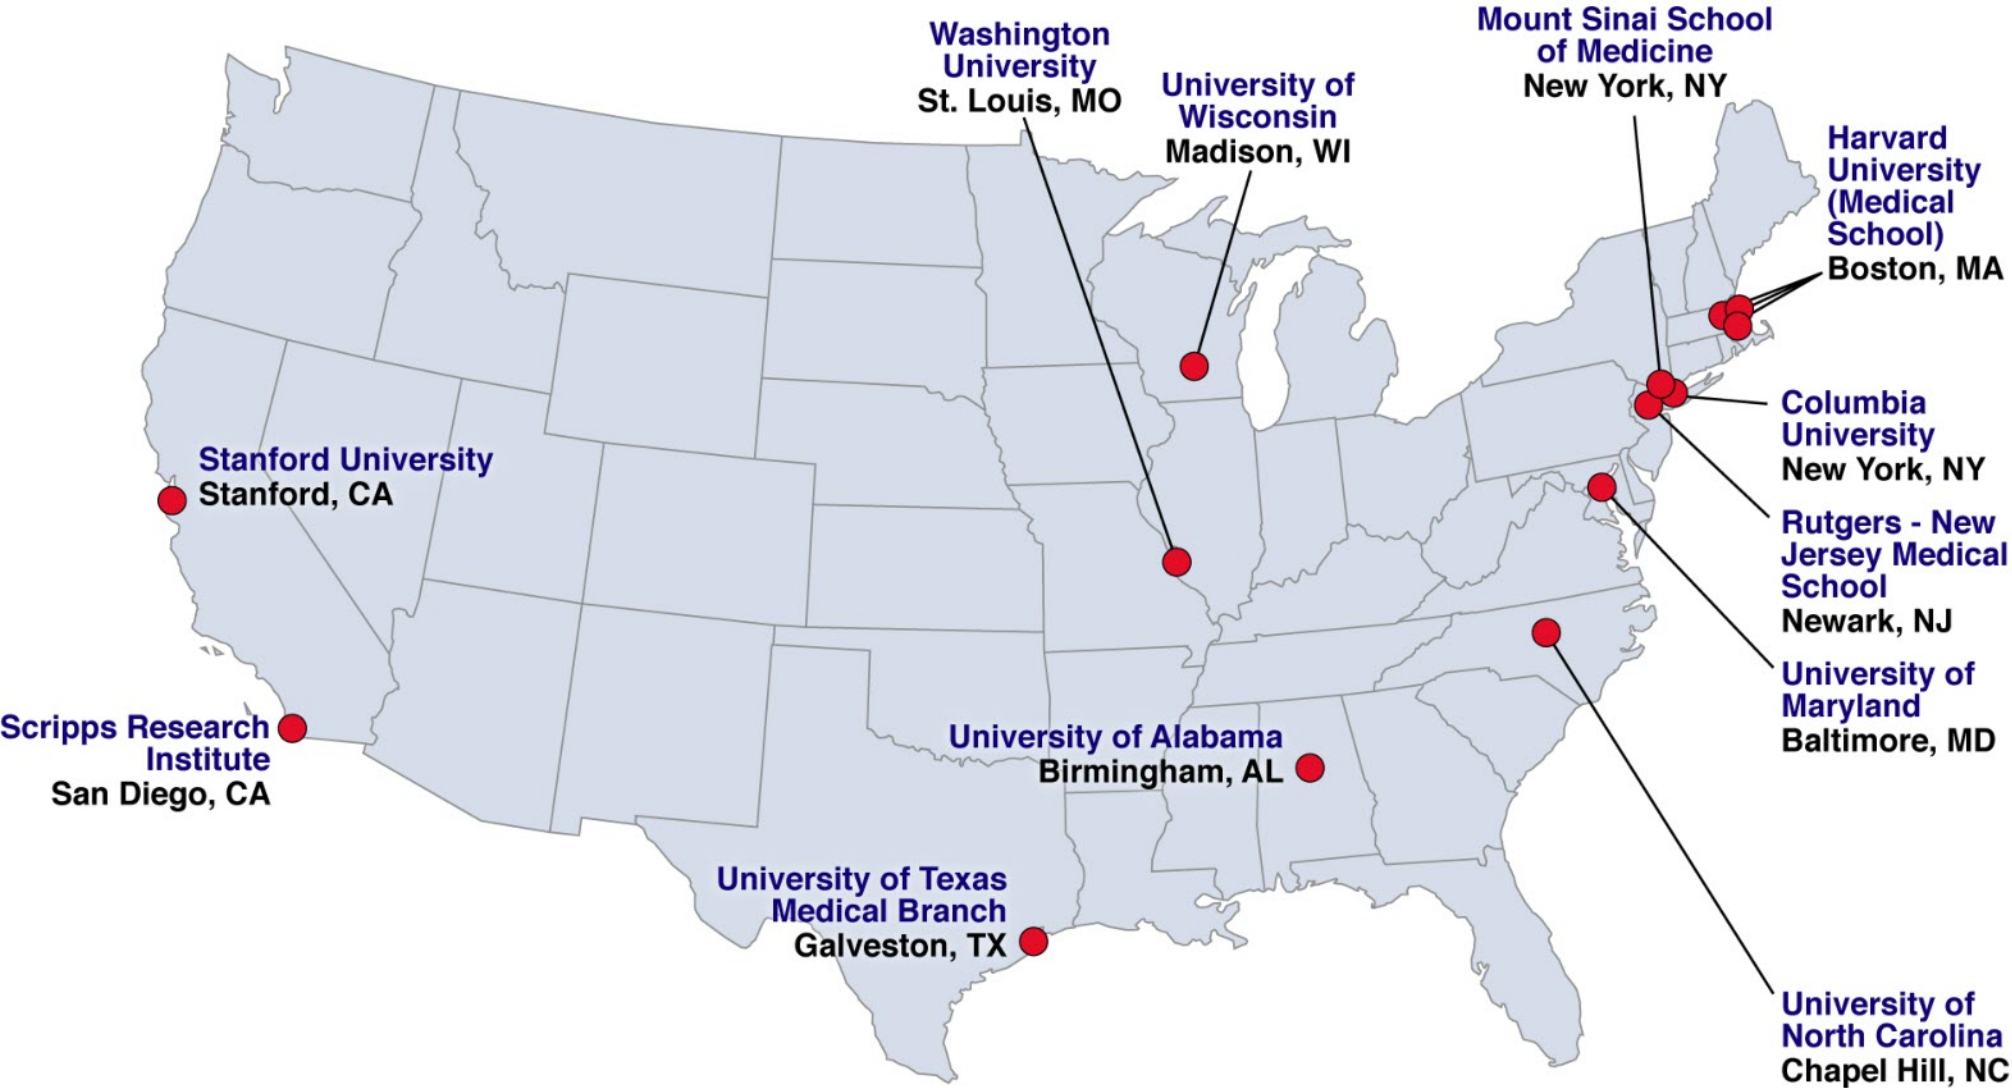 Washington
University
St. Louis, MO
University of
Wisconsin
Madison, WI
Mount Sinai School
of Medicine
New York, NY
Harvard
University
(Medical
School)
Boston, MA
Columbia
University
New York, NY
Rutgers - New
Jersey Medical
School
Newark, NJ
University of
Maryland
Baltimore, MD
University of
North Carolina
Chapel Hill, NC
Stanford University
Stanford, CA
Scripps Research
Institute
San Diego, CA
University of Alabama
Birmingham, AL
University of Texas
Medical Branch
Galveston, TX